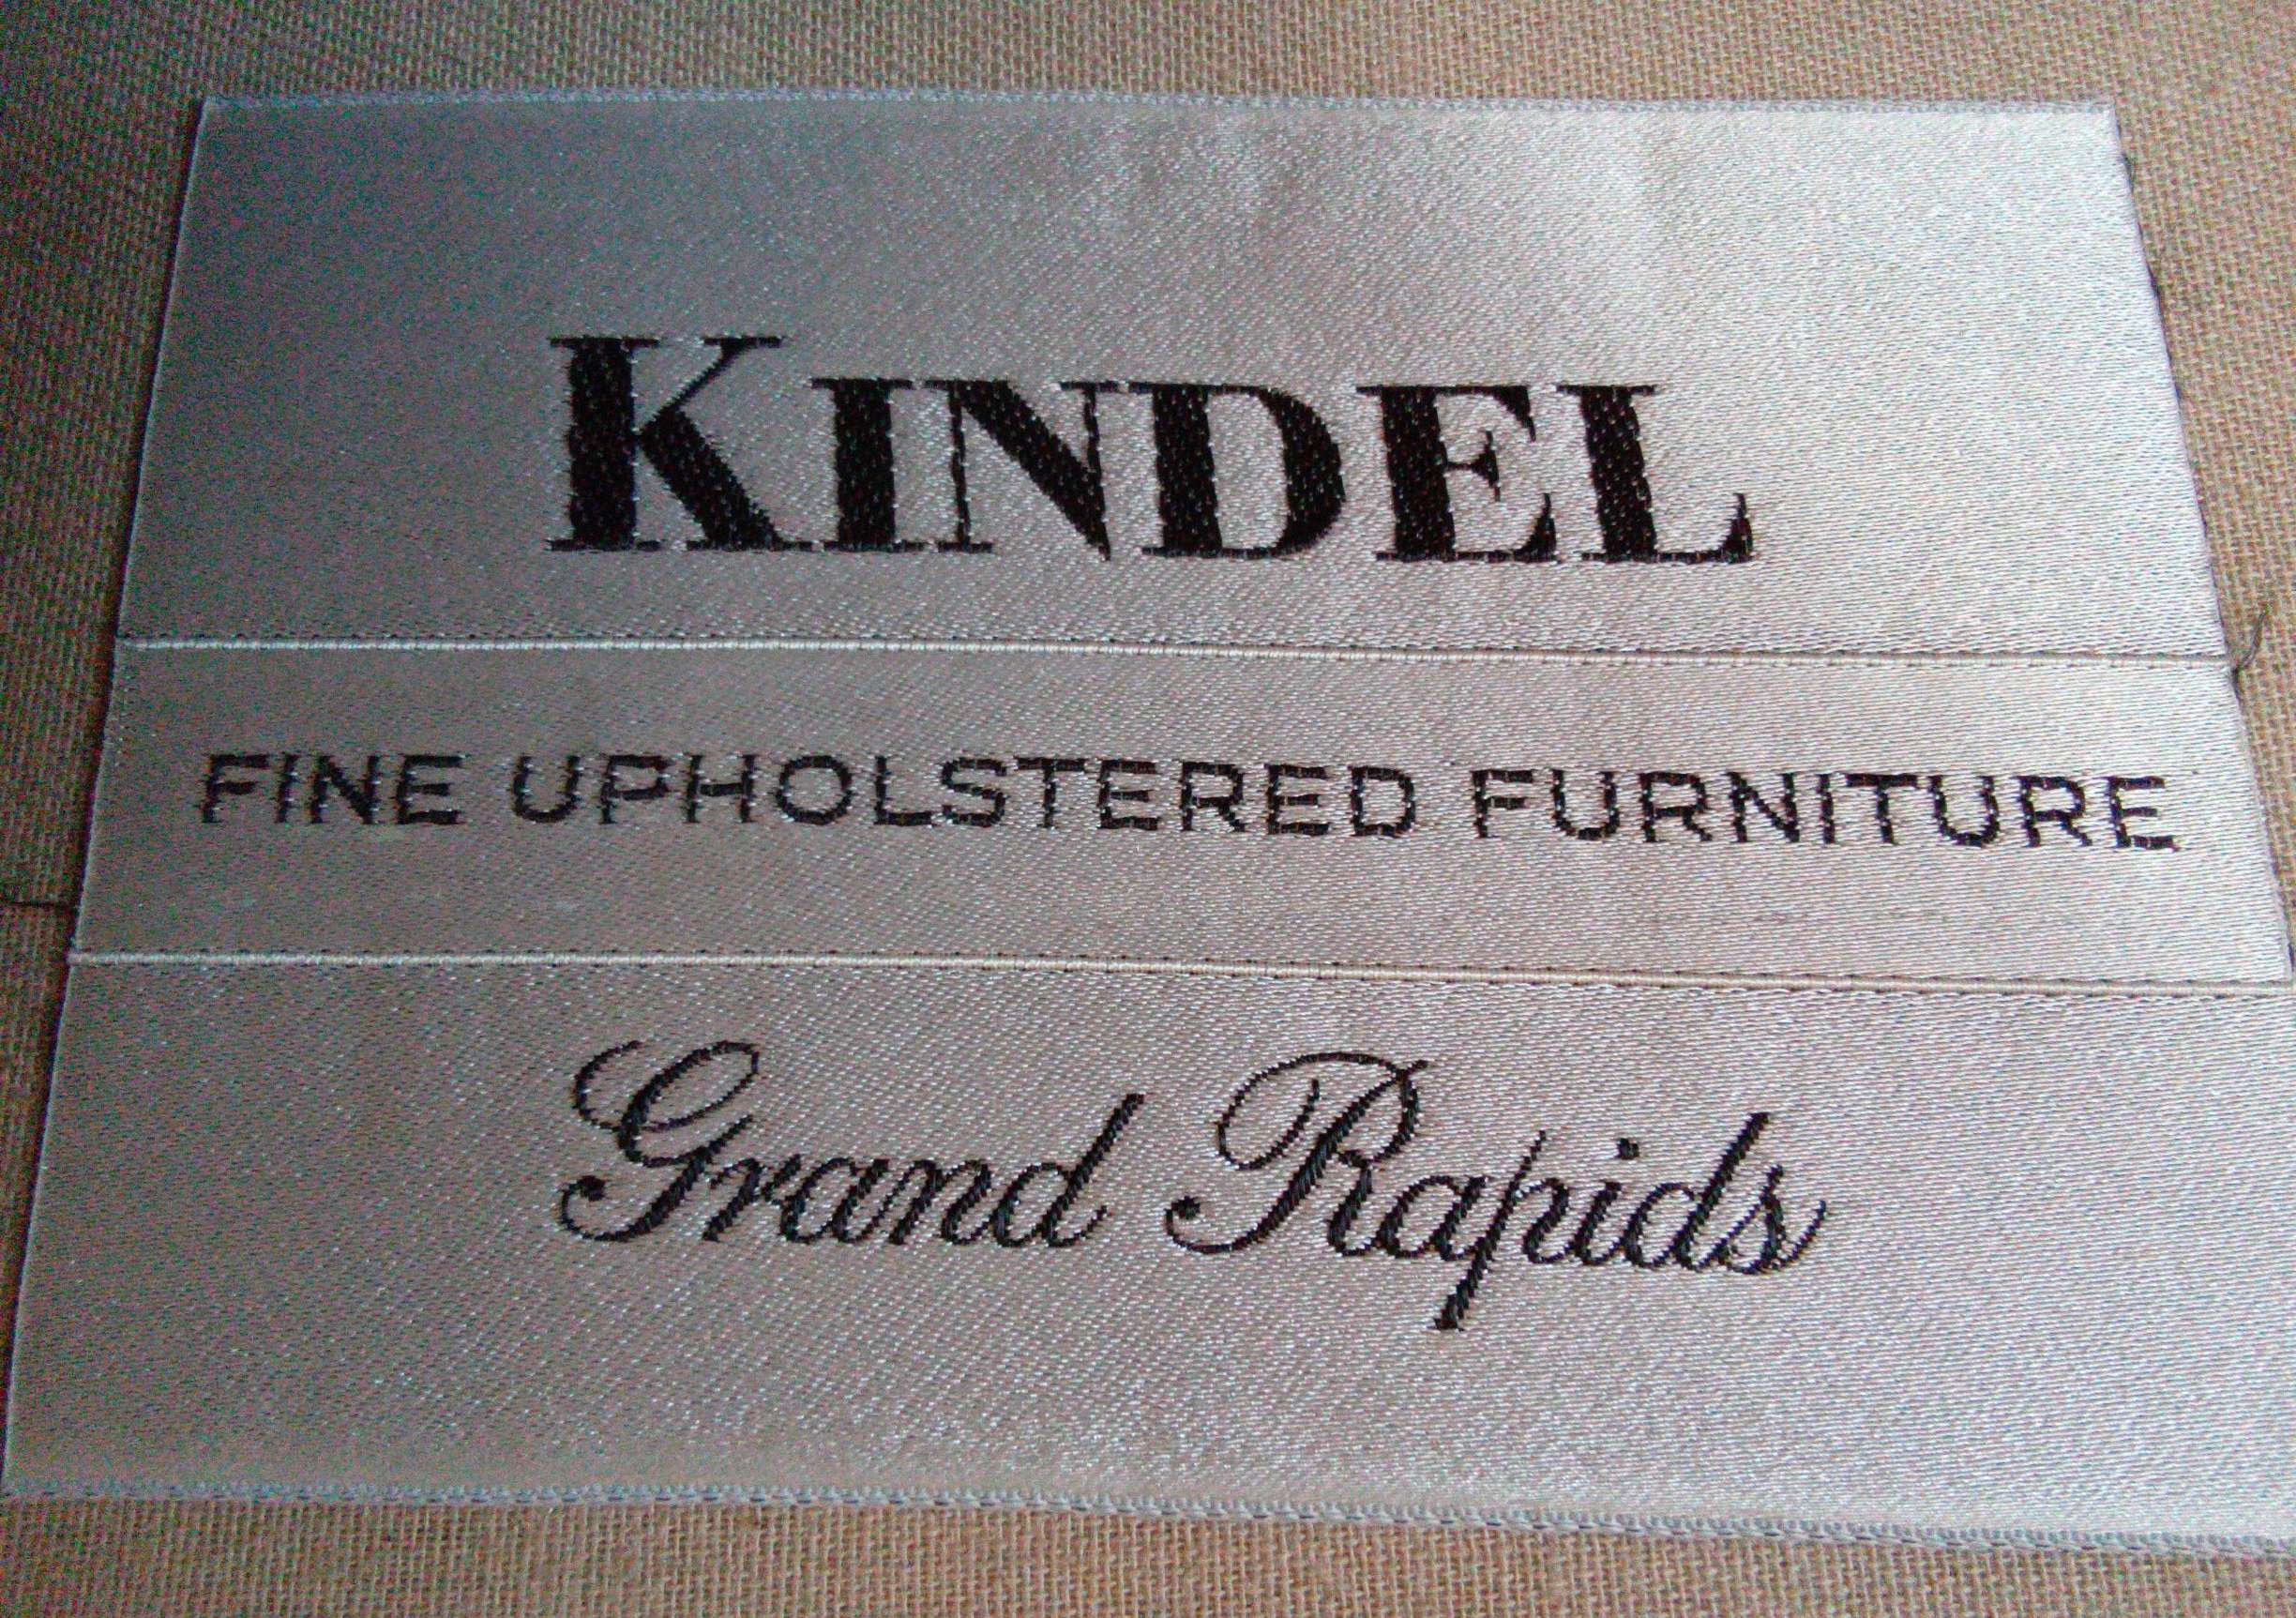 KINDEL
FINE UPHOLSTERED FURNITURE
Grand Rapids